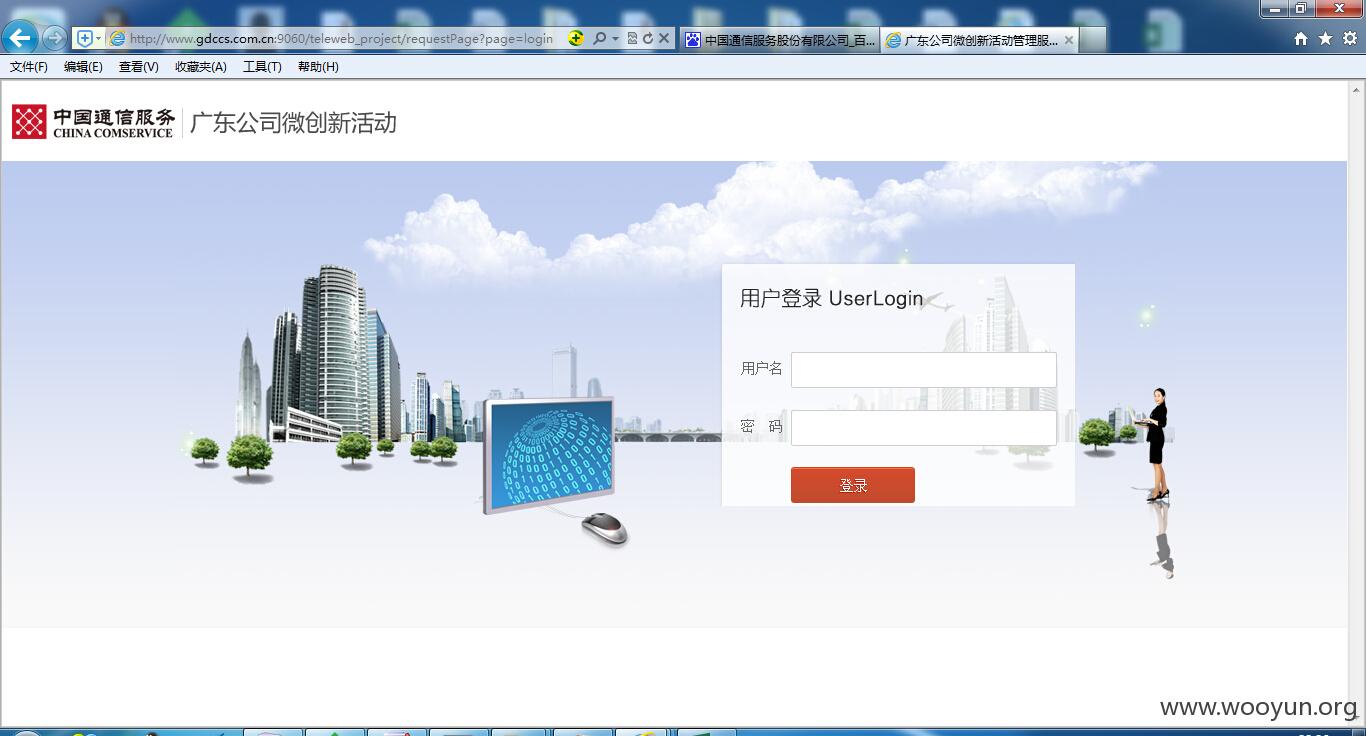 http://www.gdccs.com.cn:9060/teleweb_project/requestPage?page=login
中国通信服务股份有限公司_百...
广东公司微创新活动管理服...
文件(F) 编辑(E) 查看(V) 收藏夹(A) 工具(T) 帮助(H)
中国通信服务
CHINA COMSERVICE
广东公司微创新活动
用户登录 UserLogin
用户名
密 码
登录
www.wooyun.org